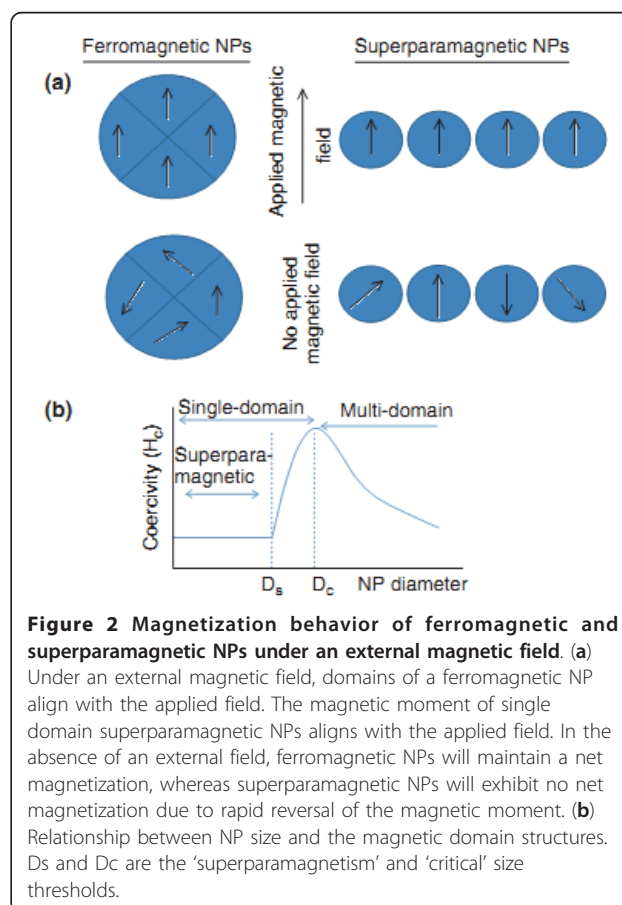 Ferromagnetic NPs
Superparamagnetic NPs
(a)
Applied magnetic
field
No applied
magnetic field
(b)
Single-domain
Multi-domain
Superpara-
magnetic
Coercivity (Hc)
Ds
Dc
NP diameter
Figure 2 Magnetization behavior of ferromagnetic and
superparamagnetic NPs under an external magnetic field. (a)
Under an external magnetic field, domains of a ferromagnetic NP
align with the applied field. The magnetic moment of single
domain superparamagnetic NPs aligns with the applied field. In the
absence of an external field, ferromagnetic NPs will maintain a net
magnetization, whereas superparamagnetic NPs will exhibit no net
magnetization due to rapid reversal of the magnetic moment. (b)
Relationship between NP size and the magnetic domain structures.
Ds and Dc are the ‘superparamagnetism’ and ‘critical’ size
thresholds.